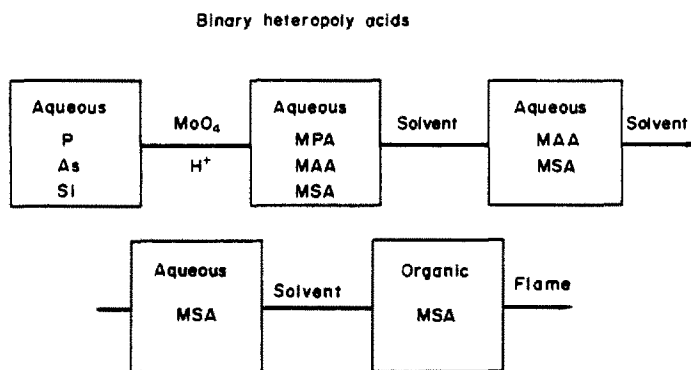 Binary heteropoly acids
Aqueous
P
As
Si
MoO4
H+
Aqueous
MPA
MAA
MSA
Solvent
Aqueous
MAA
MSA
Solvent
Aqueous
MSA
Solvent
Organic
MSA
Flame